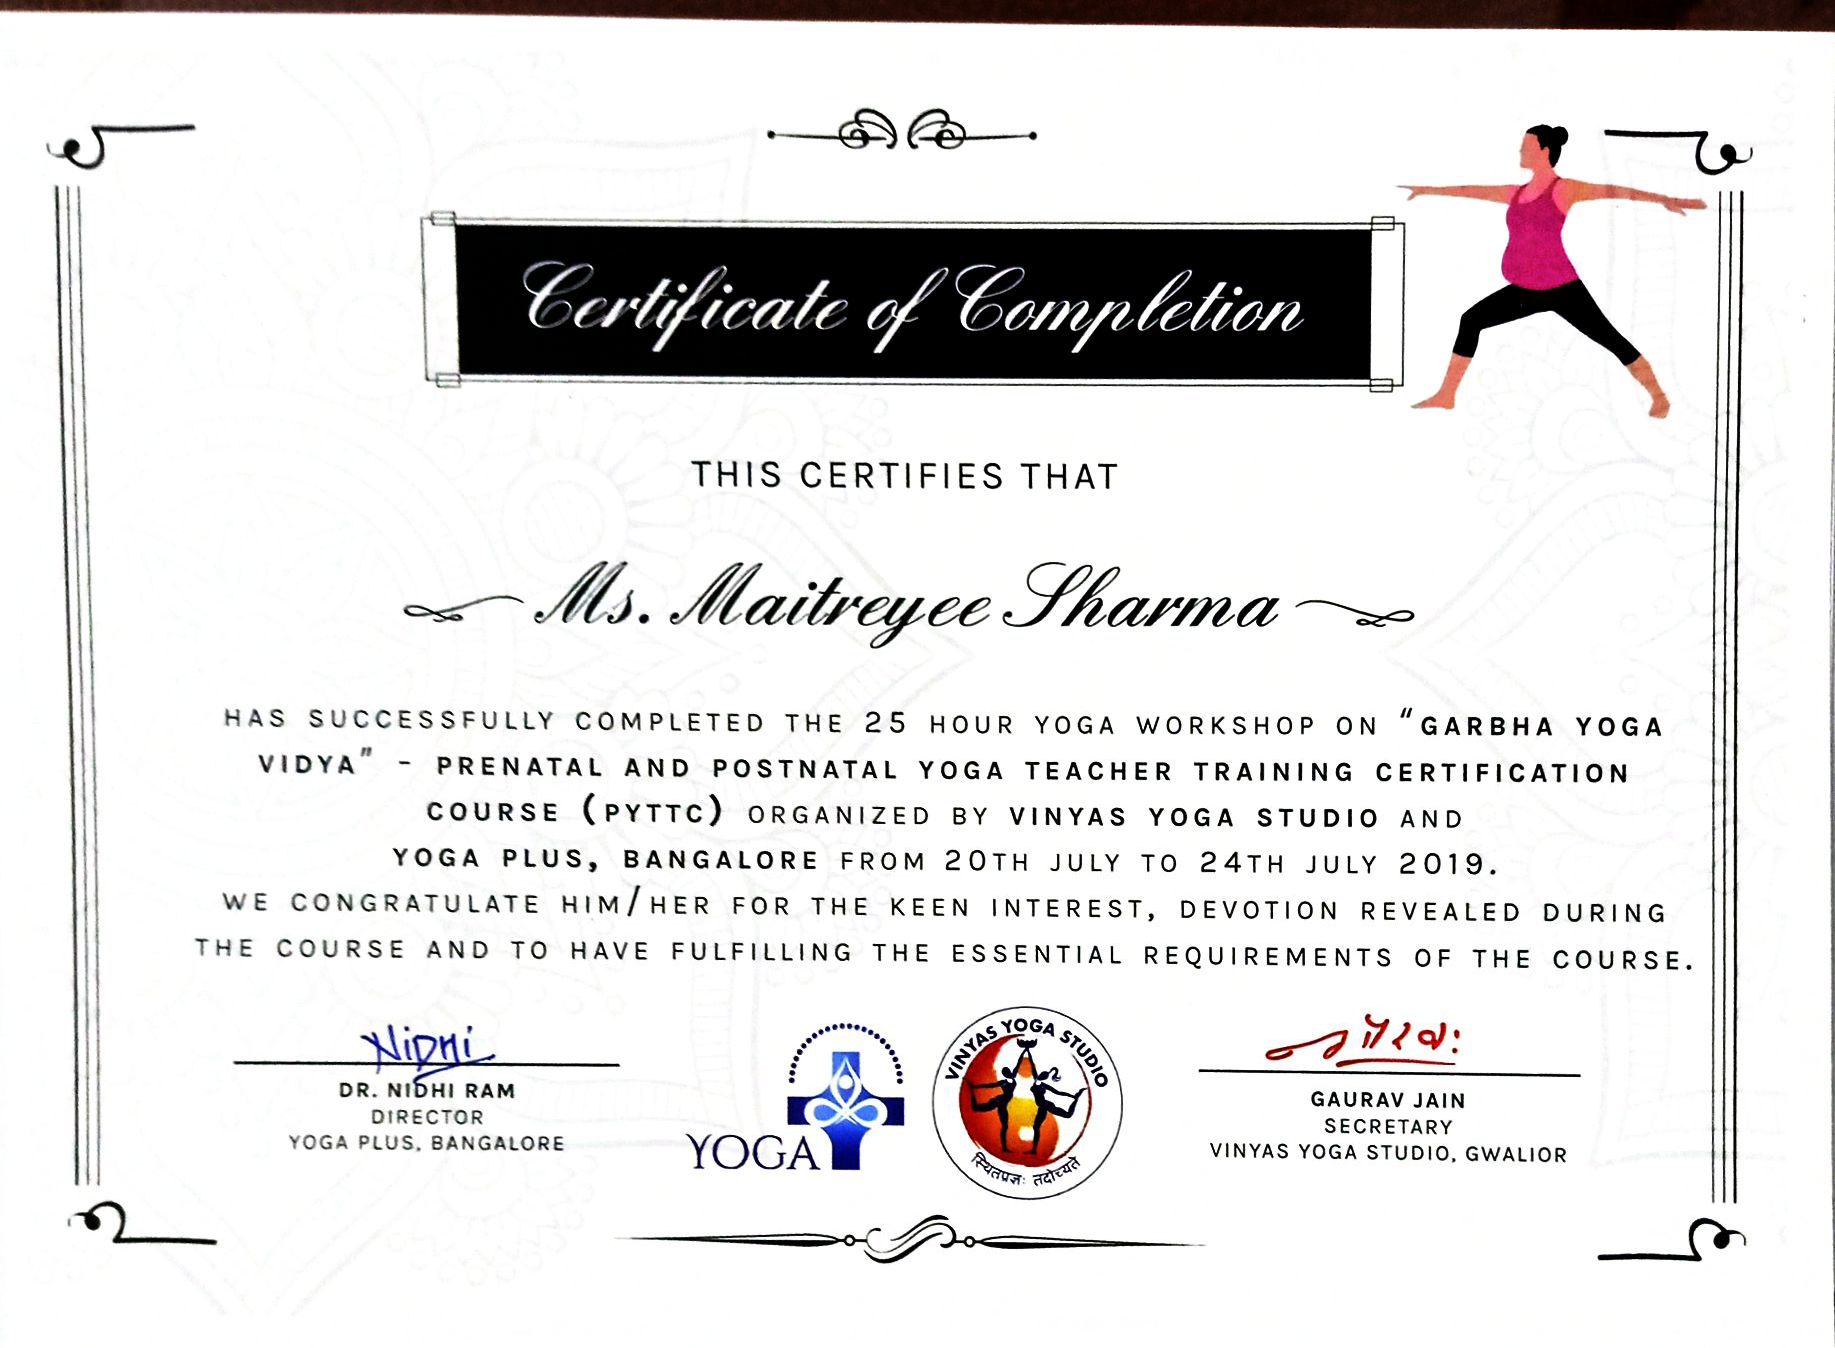 Certificate of Completion
THIS CERTIFIES THAT
Ms. Maitreyee Sharma
HAS SUCCESSFULLY COMPLETED THE 25 HOUR YOGA WORKSHOP ON "GARBHA YOGA
VIDYA" - PRENATAL AND POSTNATAL YOGA TEACHER TRAINING CERTIFICATION
COURSE (PYTTC) ORGANIZED BY VINYAS YOGA STUDIO AND
YOGA PLUS, BANGALORE FROM 20TH JULY TO 24TH JULY 2019.
WE CONGRATULATE HIM/HER FOR THE KEEN INTEREST, DEVOTION REVEALED DURING
THE COURSE AND TO HAVE FULFILLING THE ESSENTIAL REQUIREMENTS OF THE COURSE.
Nidhi
DR. NIDHI RAM
DIRECTOR
YOGA PLUS, BANGALORE
YOGA
VINYAS YOGA STUDIO
स्थितप्रज्ञः तदोच्यते
GAURAV JAIN
SECRETARY
VINYAS YOGA STUDIO, GWALIOR